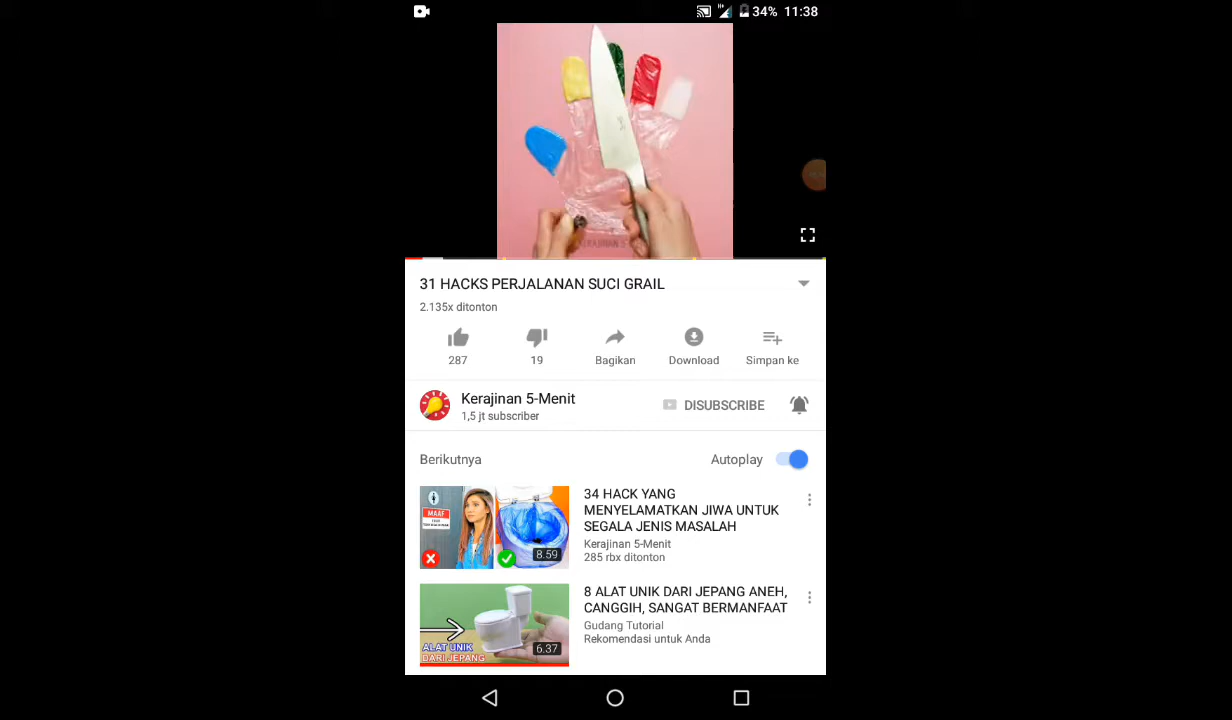 34% 11:38
31 HACKS PERJALANAN SUCI GRAIL
2.135x ditonton
287
19
Bagikan
Download
Simpan ke
Kerajinan 5-Menit
1,5 jt subscriber
DISUBSCRIBE
Berikutnya
Autoplay
34 HACK YANG
MENYELAMATKAN JIWA UNTUK
SEGALA JENIS MASALAH
Kerajinan 5-Menit
285 rbx ditonton
MAAF
8.59
8 ALAT UNIK DARI JEPANG ANEH,
CANGGIH, SANGAT BERMANFAAT
Gudang Tutorial
Rekomendasi untuk Anda
ALAT UNIK
DARI JEPANG
6.37